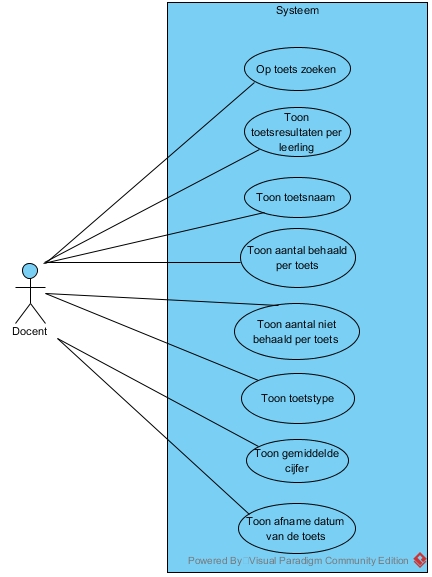 Systeem
Op toets zoeken
Toon
toetsresultaten per
leerling
Toon toetsnaam
Toon aantal behaald
per toets
Docent
Toon aantal niet
behaald per toets
Toon toetstype
Toon gemiddelde
cijfer
Toon afname datum
van de toets
Powered By Visual Paradigm Community Edition